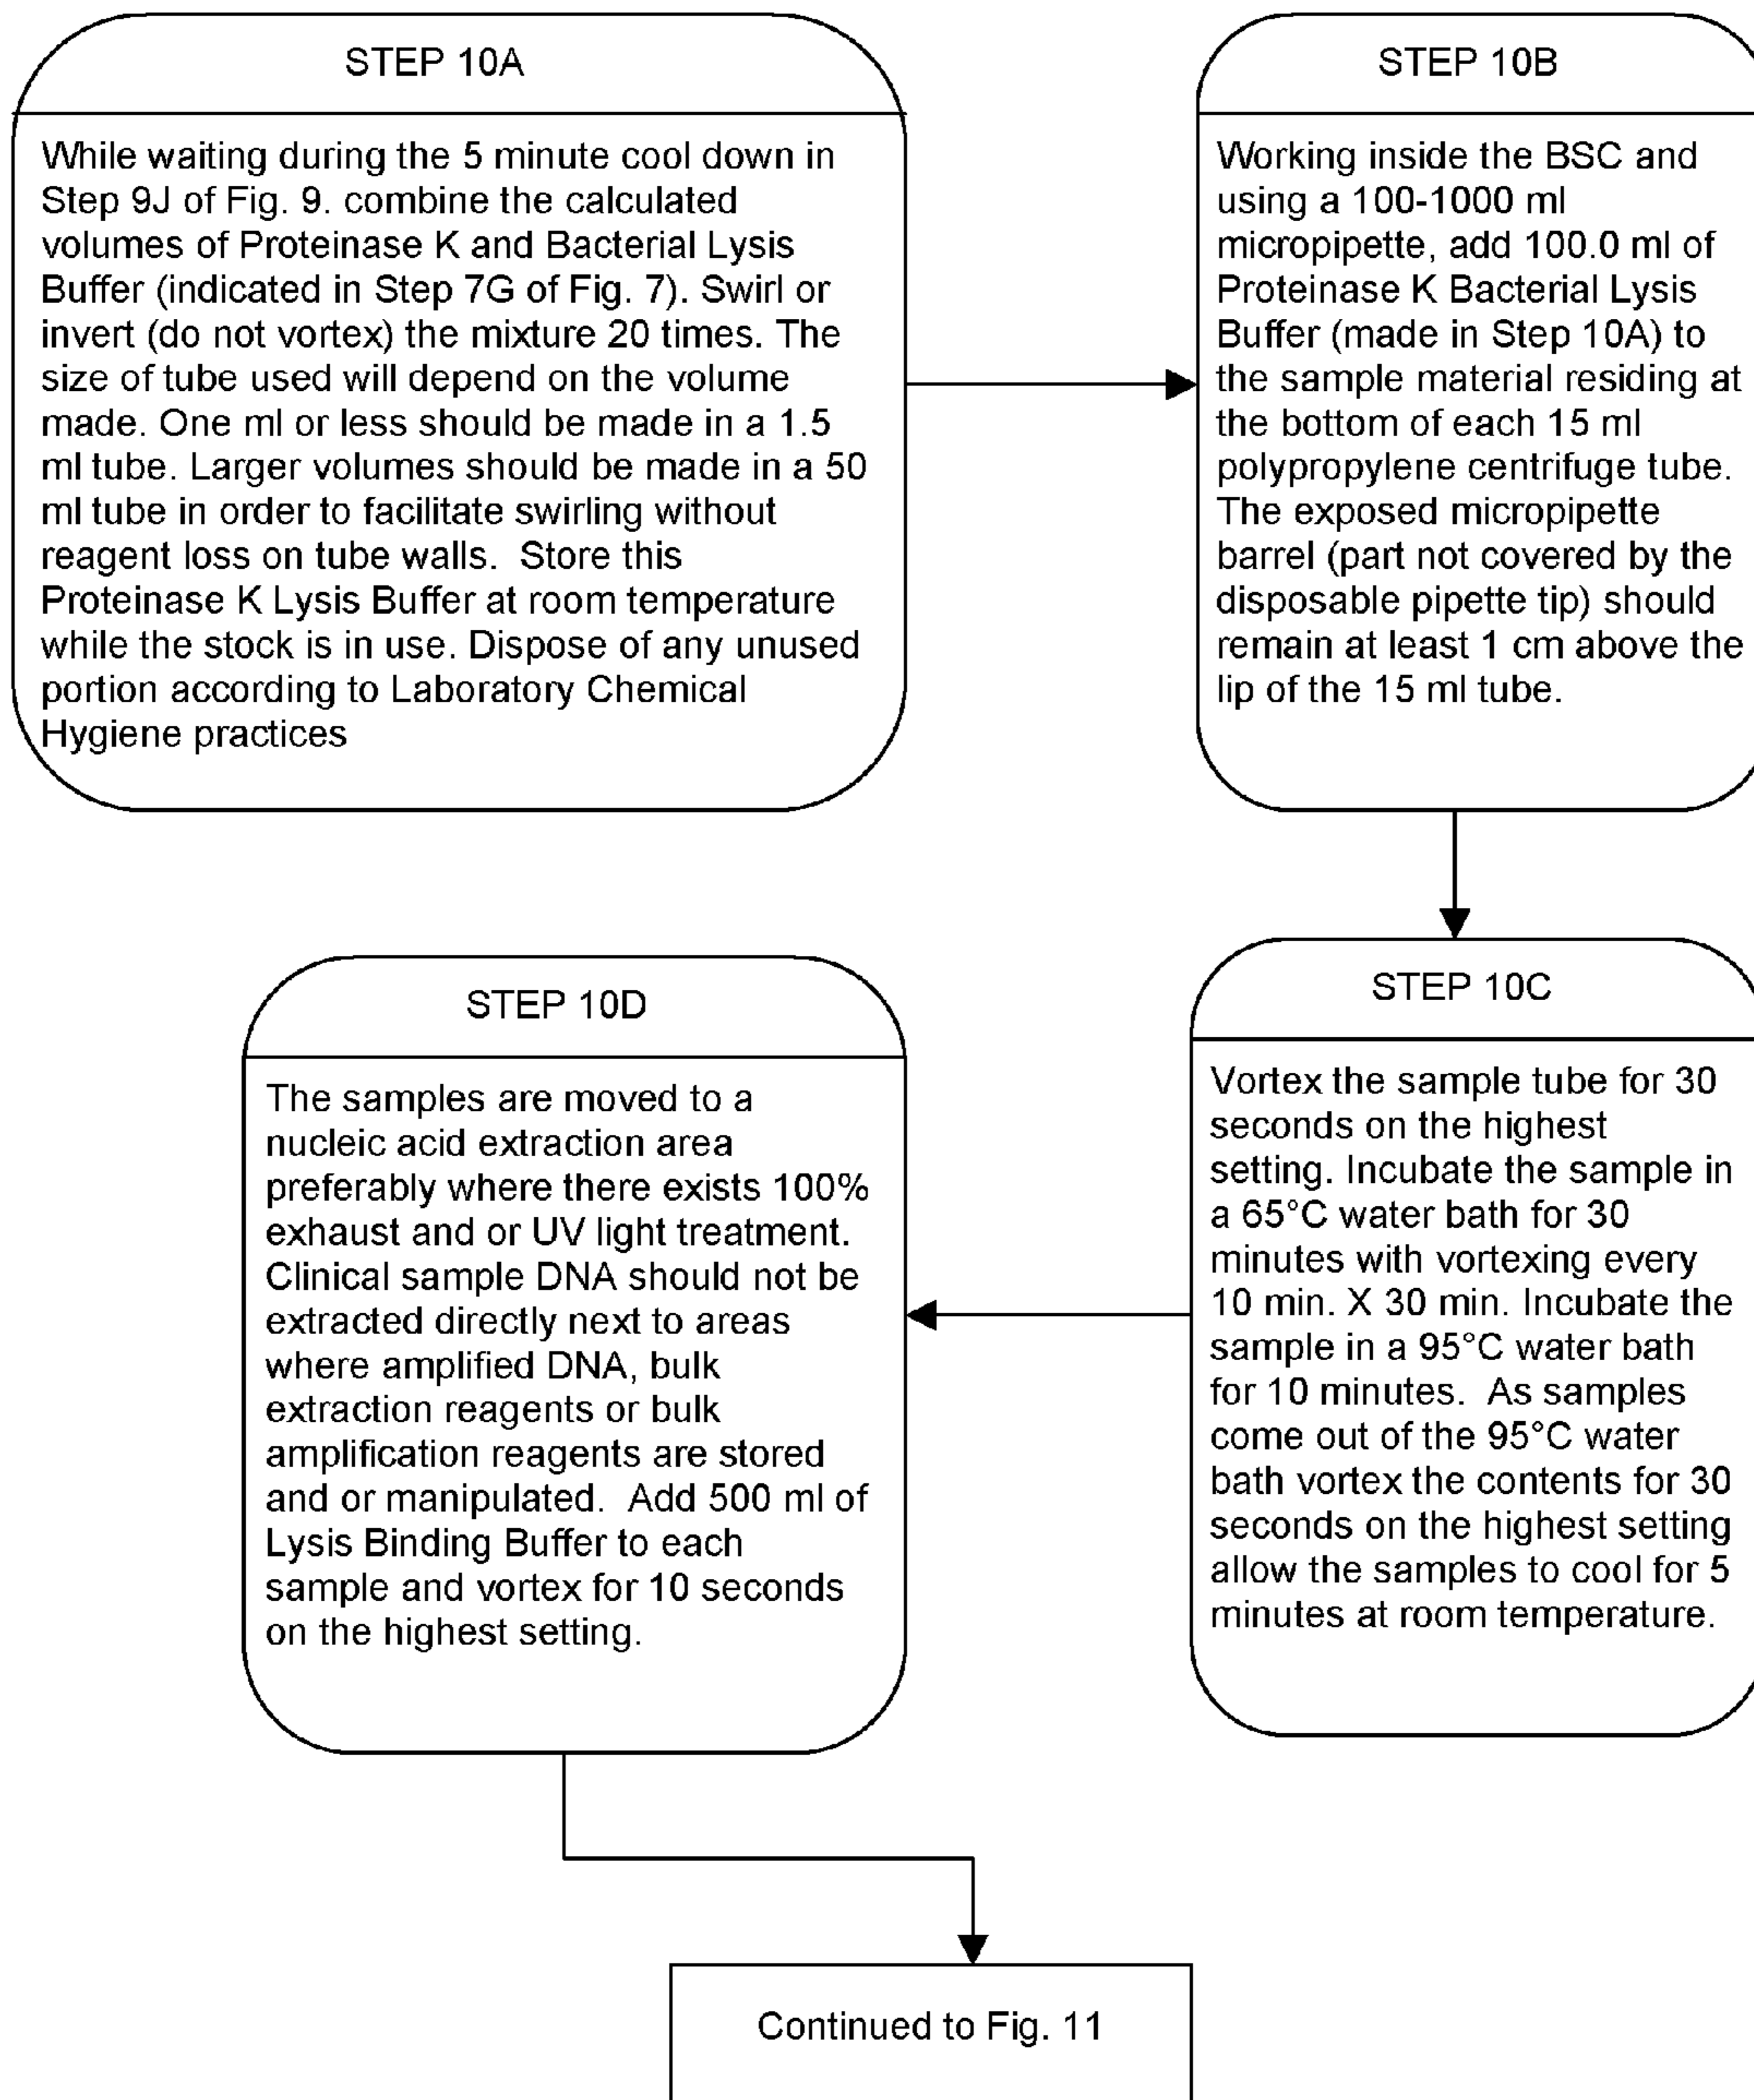 STEP 10A
While waiting during the 5 minute cool down in
Step 9J of Fig. 9. combine the calculated
volumes of Proteinase K and Bacterial Lysis
Buffer (indicated in Step 7G of Fig. 7). Swirl or
invert (do not vortex) the mixture 20 times. The
size of tube used will depend on the volume
made. One ml or less should be made in a 1.5
ml tube. Larger volumes should be made in a 50
ml tube in order to facilitate swirling without
reagent loss on tube walls.  Store this
Proteinase K Lysis Buffer at room temperature
while the stock is in use. Dispose of any unused
portion according to Laboratory Chemical
Hygiene practices
STEP 10B
Working inside the BSC and
using a 100-1000 ml
micropipette, add 100.0 ml of
Proteinase K Bacterial Lysis
Buffer (made in Step 10A) to
the sample material residing at
the bottom of each 15 ml
polypropylene centrifuge tube.
The exposed micropipette
barrel (part not covered by the
disposable pipette tip) should
remain at least 1 cm above the
lip of the 15 ml tube.
STEP 10C
Vortex the sample tube for 30
seconds on the highest
setting. Incubate the sample in
a 65°C water bath for 30
minutes with vortexing every
10 min. X 30 min. Incubate the
sample in a 95°C water bath
for 10 minutes.  As samples
come out of the 95°C water
bath vortex the contents for 30
seconds on the highest setting
allow the samples to cool for 5
minutes at room temperature.
STEP 10D
The samples are moved to a
nucleic acid extraction area
preferably where there exists 100%
exhaust and or UV light treatment.
Clinical sample DNA should not be
extracted directly next to areas
where amplified DNA, bulk
extraction reagents or bulk
amplification reagents are stored
and or manipulated.  Add 500 ml of
Lysis Binding Buffer to each
sample and vortex for 10 seconds
on the highest setting.
Continued to Fig. 11